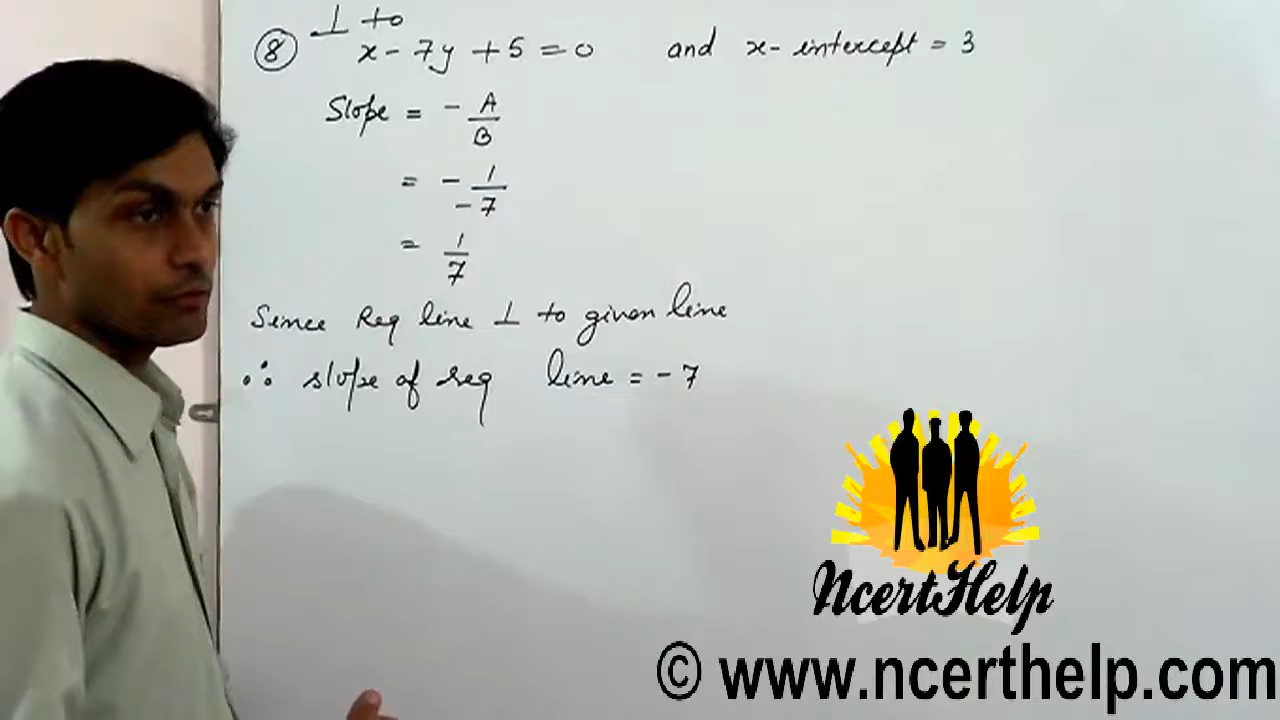 ⊥ to
⑧ x - 7y + 5 = 0 and x- intercept = 3
Slope = - A/B
= - 1/-7
= 1/7
Since Req line ⊥ to given line
∴ slope of req line = - 7
NcertHelp
© www.ncerthelp.com